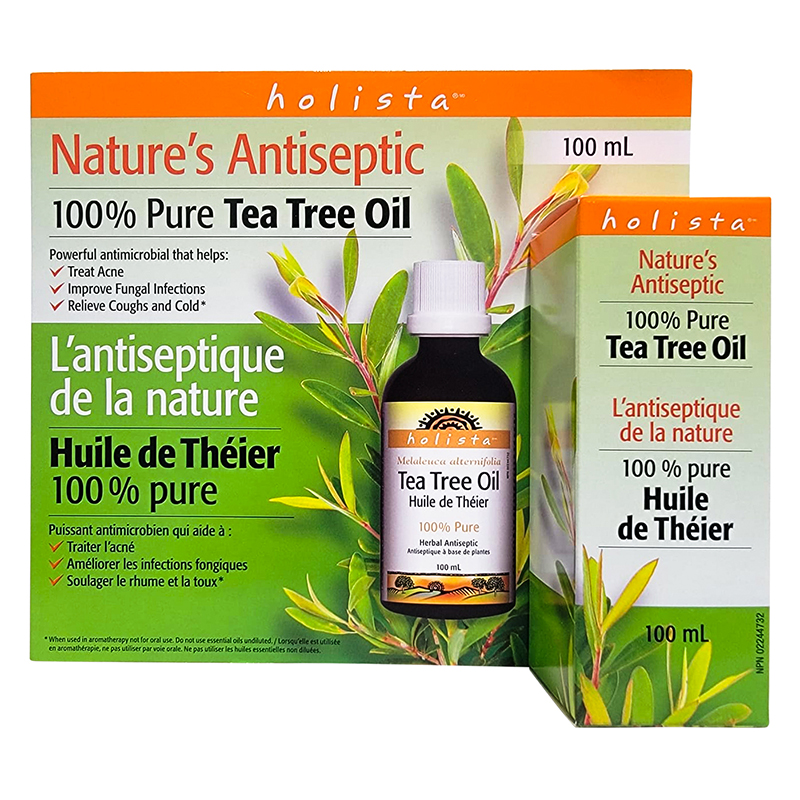 holista
Nature's Antiseptic
100 mL
100% Pure Tea Tree Oil
Powerful antimicrobial that helps:
✓ Treat Acne
✓ Improve Fungal Infections
✓ Relieve Coughs and Cold*
L'antiseptique
de la nature
Huile de Théier
100 % pure
Puissant antimicrobien qui aide à :
✓ Traiter l'acné
✓ Améliorer les infections fongiques
✓ Soulager le rhume et la toux*
* When used in aromatherapy not for oral use. Do not use essential oils undiluted. / Lorsqu'elle est utilisée
en aromathérapie, ne pas utiliser par voie orale. Ne pas utiliser les huiles essentielles non diluées.
holista
Melaleuca alternifolia
Tea Tree Oil
Huile de Théier
100% Pure
Herbal Antiseptic
Antiseptique à base de plantes
100 mL
holista
Nature's
Antiseptic
100% Pure
Tea Tree Oil
L'antiseptique
de la nature
100 % pure
Huile
de Théier
100 mL
NPN 02244732